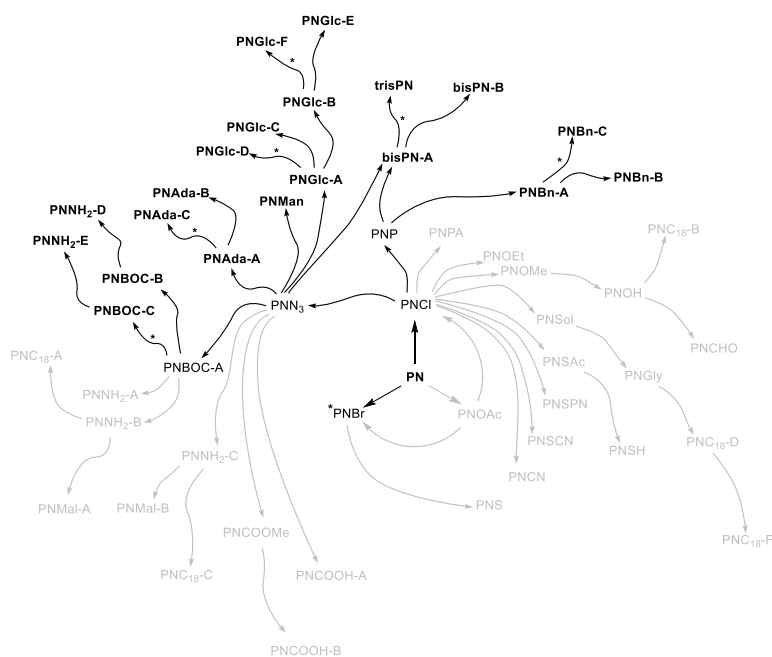 PNGlc-E
PNGlc-F
*
trisPN
bisPN-B
PNGlc-B
*
PNGlc-C
PNBn-C
PNGlc-D
*
bisPN-A
*
PNGlc-A
PNBn-B
PNAda-B
PNMan
PNBn-A
PNNH2-D
PNAda-C
*
PNP
PNPA
PNC18-B
PNNH2-E
PNAda-A
PNOEt
PNOMe
PNBOC-B
PNOH
PNBOC-C
PNN3
PNCl
PNSol
*
PNCHO
PNC18-A
PNBOC-A
PNSAc
PNGly
PN
PNNH2-A
PNSPN
*PNBr
PNOAc
PNNH2-B
PNSCN
PNC18-D
PNSH
PNNH2-C
PNCN
PNMal-A
PNMal-B
PNS
PNCOOMe
PNC18-F
PNC18-C
PNCOOH-A
PNCOOH-B